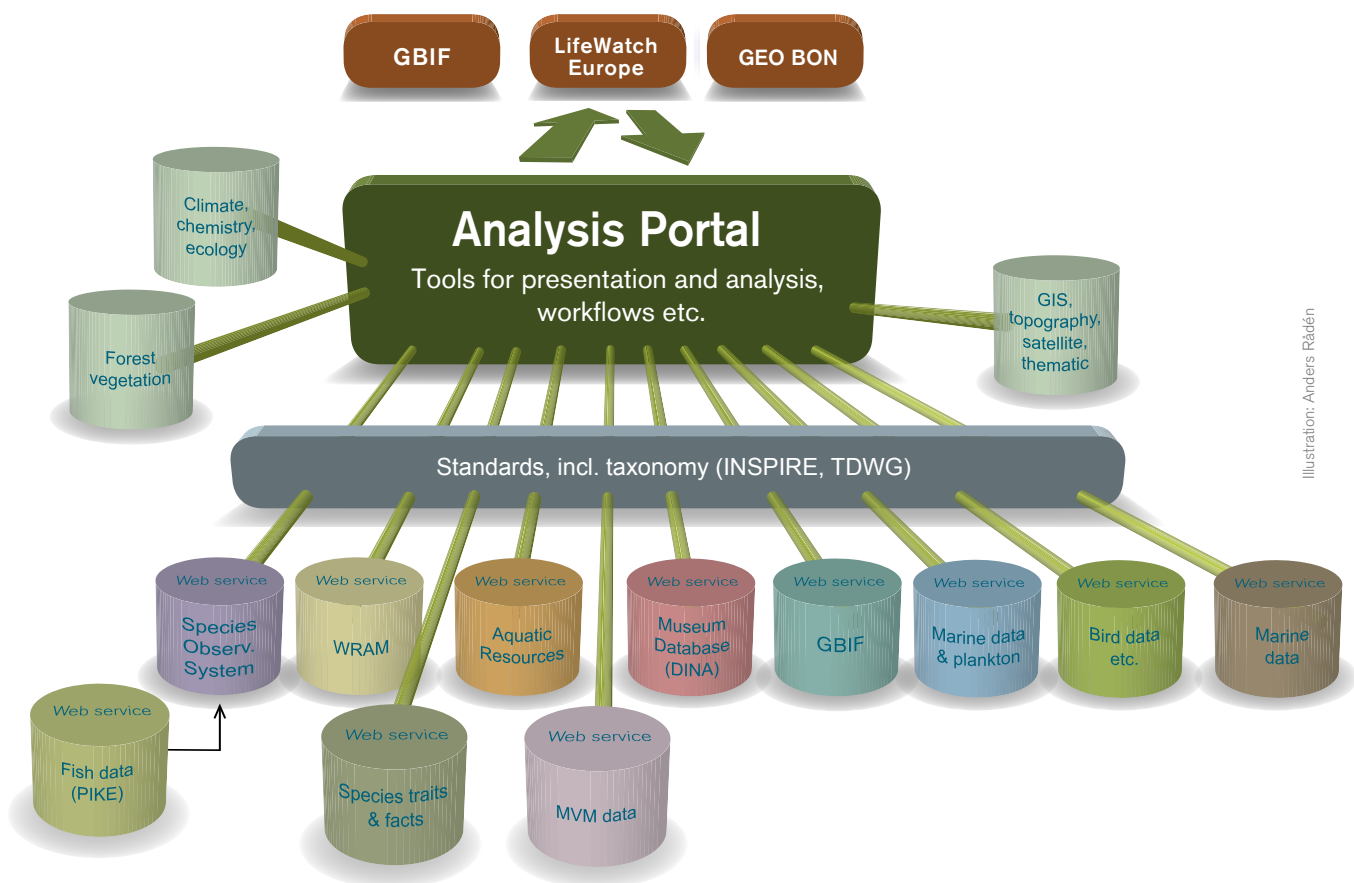 GBIF
LifeWatch
Europe
GEO BON
Climate,
chemistry,
ecology
Analysis Portal
Tools for presentation and analysis,
workflows etc.
Forest
vegetation
GIS,
topography,
satellite,
thematic
Illustration: Anders Rådén
Standards, incl. taxonomy (INSPIRE, TDWG)
Web service
Species
Observ.
System
Web service
WRAM
Web service
Aquatic
Resources
Web service
Museum
Database
(DINA)
Web service
GBIF
Web service
Marine data
& plankton
Web service
Bird data
etc.
Web service
Marine
data
Web service
Fish data
(PIKE)
Web service
Species traits
& facts
Web service
MVM data